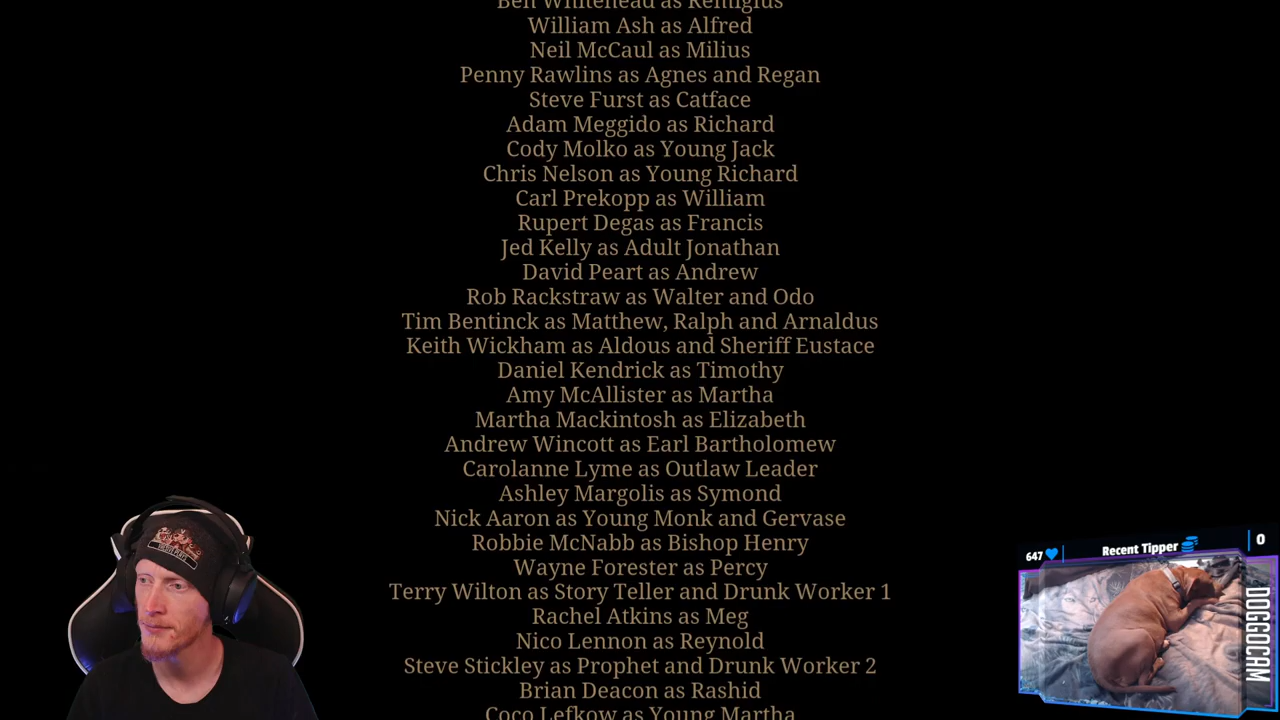 Ben Whitehead as Remigius
William Ash as Alfred
Neil McCaul as Milius
Penny Rawlins as Agnes and Regan
Steve Furst as Catface
Adam Meggido as Richard
Cody Molko as Young Jack
Chris Nelson as Young Richard
Carl Prekopp as William
Rupert Degas as Francis
Jed Kelly as Adult Jonathan
David Peart as Andrew
Rob Rackstraw as Walter and Odo
Tim Bentinck as Matthew, Ralph and Arnaldus
Keith Wickham as Aldous and Sheriff Eustace
Daniel Kendrick as Timothy
Amy McAllister as Martha
Martha Mackintosh as Elizabeth
Andrew Wincott as Earl Bartholomew
Carolanne Lyme as Outlaw Leader
Ashley Margolis as Symond
Nick Aaron as Young Monk and Gervase
Robbie McNabb as Bishop Henry
Wayne Forester as Percy
Terry Wilton as Story Teller and Drunk Worker 1
Rachel Atkins as Meg
Nico Lennon as Reynold
Steve Stickley as Prophet and Drunk Worker 2
Brian Deacon as Rashid
Coco Lefkow as Young Martha
647
Recent Tipper
0
DOGGOCAM